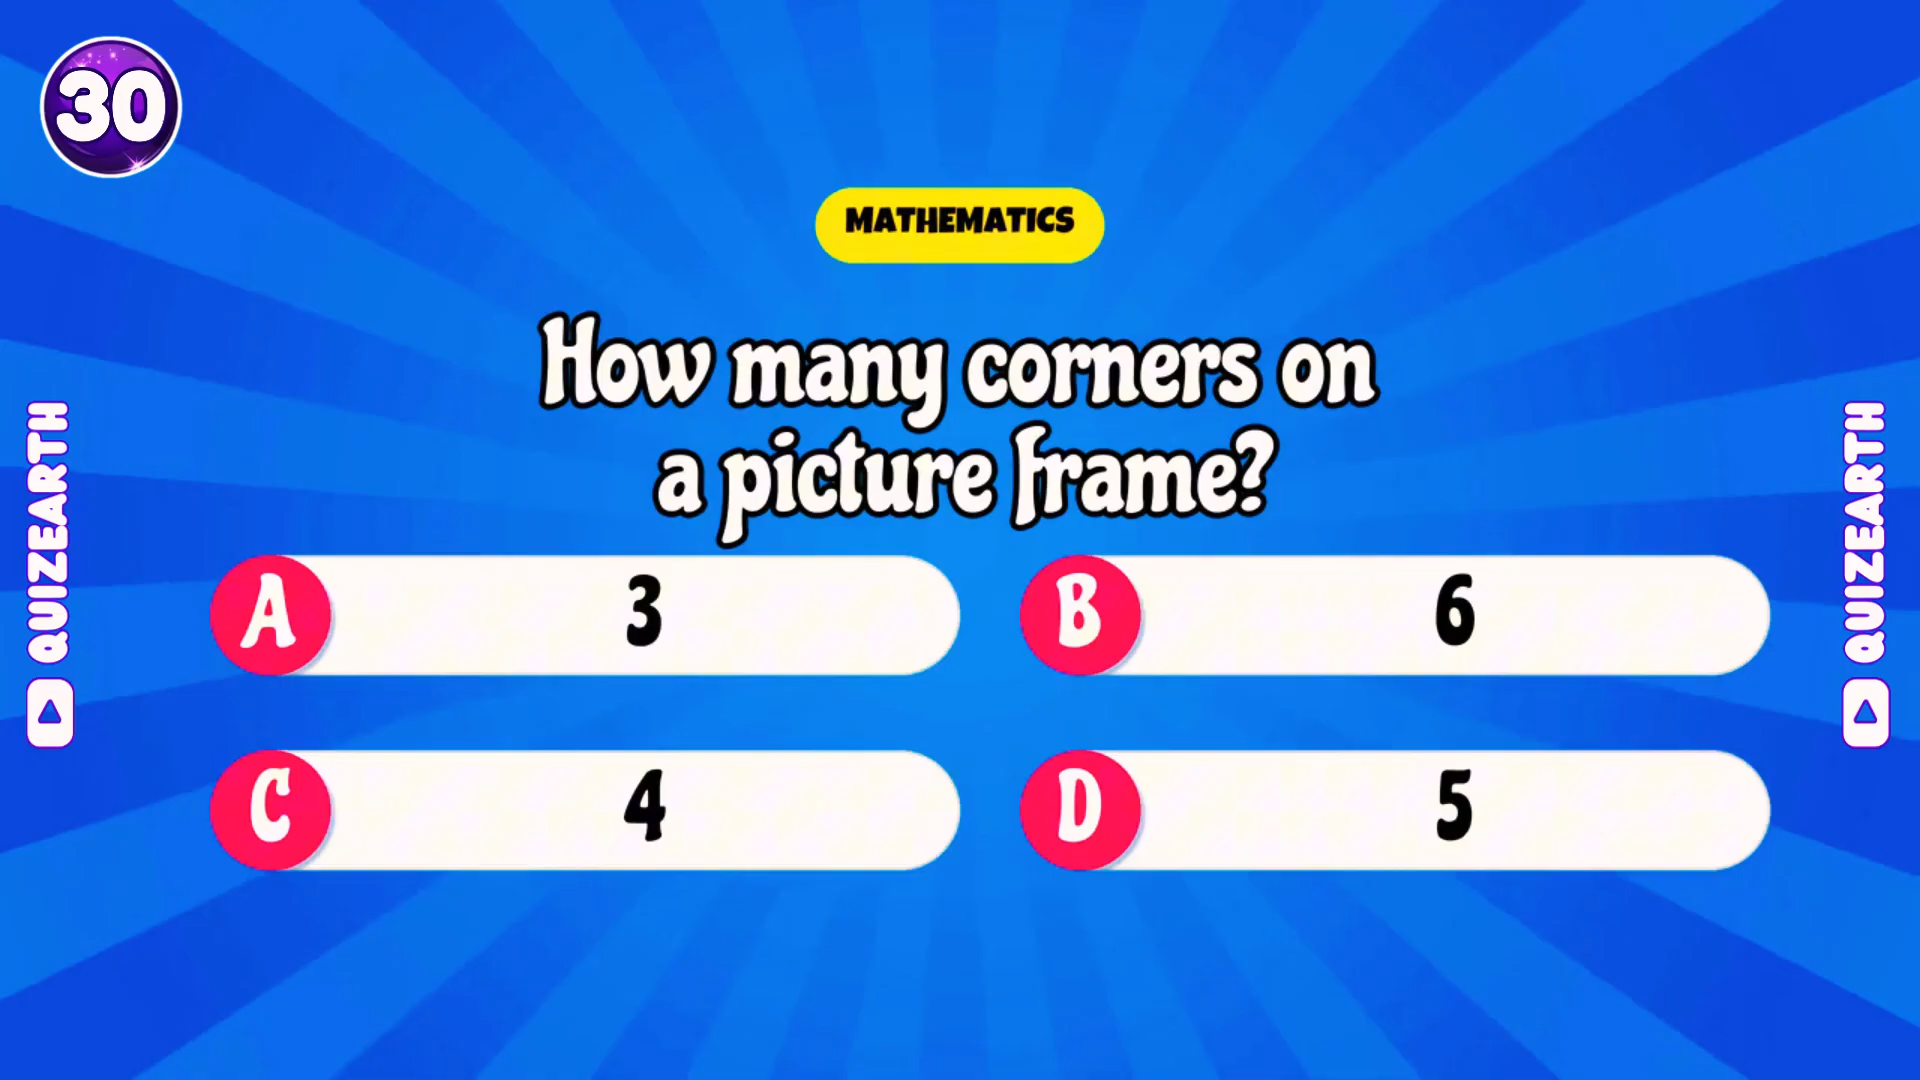 30
MATHEMATICS
How many corners on
a picture frame?
A 3
B 6
C 4
D 5
QUIZEARTH
QUIZEARTH